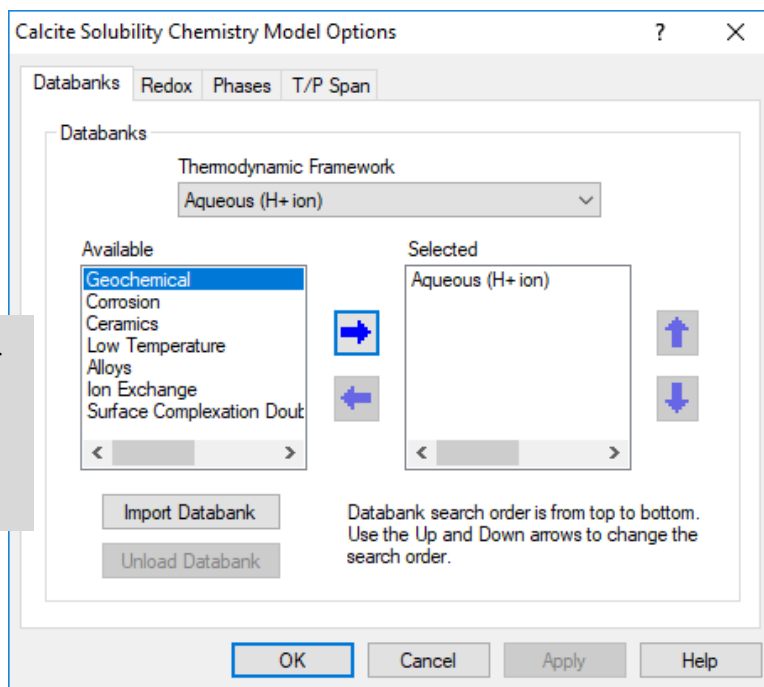 Calcite Solubility Chemistry Model Options
?
Databanks Redox Phases T/P Span
Databanks
Thermodynamic Framework
Aqueous (H+ ion)
Available
Geochemical
Corrosion
Ceramics
Low Temperature
Alloys
Ion Exchange
Surface Complexation Doub
Selected
Aqueous (H+ ion)
Import Databank
Unload Databank
Databank search order is from top to bottom.
Use the Up and Down arrows to change the
search order.
OK Cancel Apply Help